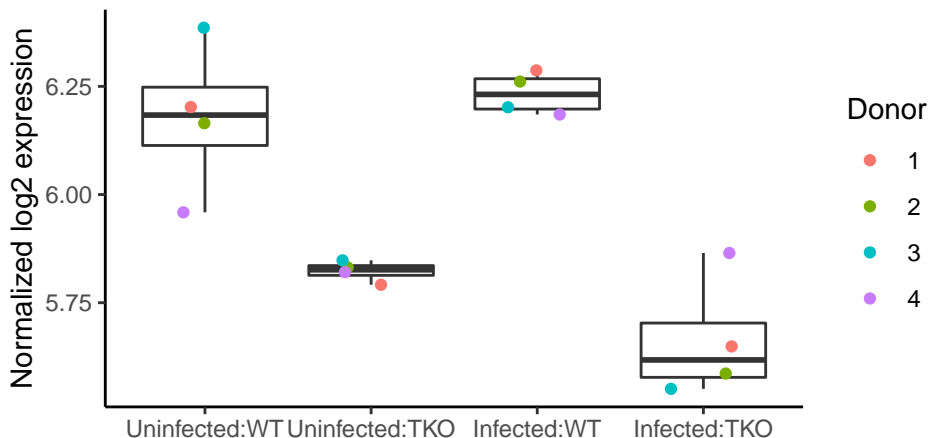 Normalized log2 expression
6.25
6.00
5.75
Uninfected:WT
Uninfected:TKO
Infected:WT
Infected:TKO
Donor
1
2
3
4